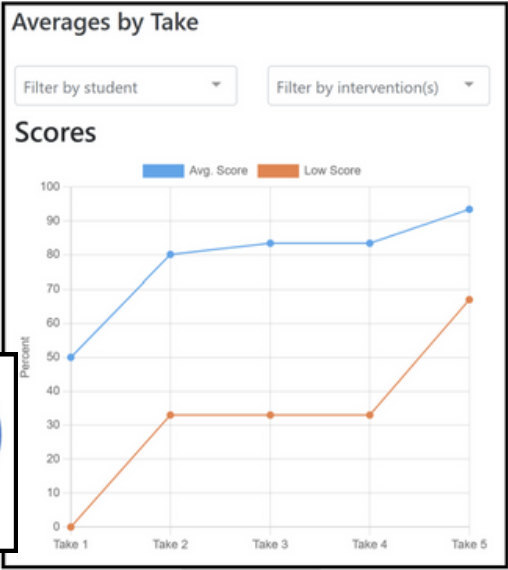 Averages by Take
Filter by student Filter by intervention(s)
Scores
Avg. Score Low Score
100
90
80
70
60
50
40
30
20
10
0
Percent
Take 1 Take 2 Take 3 Take 4 Take 5